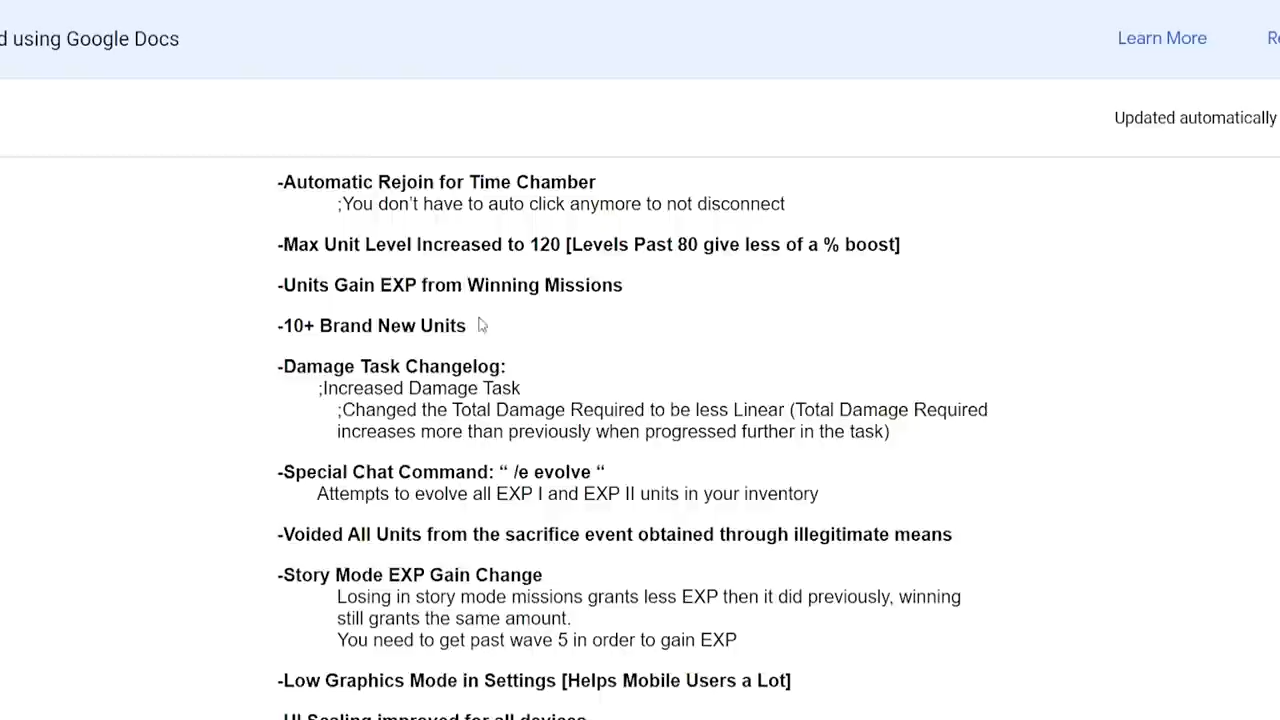 d using Google Docs
Learn More
Updated automatically
-Automatic Rejoin for Time Chamber
;You don't have to auto click anymore to not disconnect
-Max Unit Level Increased to 120 [Levels Past 80 give less of a % boost]
-Units Gain EXP from Winning Missions
-10+ Brand New Units
-Damage Task Changelog:
;Increased Damage Task
;Changed the Total Damage Required to be less Linear (Total Damage Required
increases more than previously when progressed further in the task)
-Special Chat Command: “ /e evolve “
Attempts to evolve all EXP I and EXP II units in your inventory
-Voided All Units from the sacrifice event obtained through illegitimate means
-Story Mode EXP Gain Change
Losing in story mode missions grants less EXP then it did previously, winning
still grants the same amount.
You need to get past wave 5 in order to gain EXP
-Low Graphics Mode in Settings [Helps Mobile Users a Lot]
-UI Scaling improved for all devices